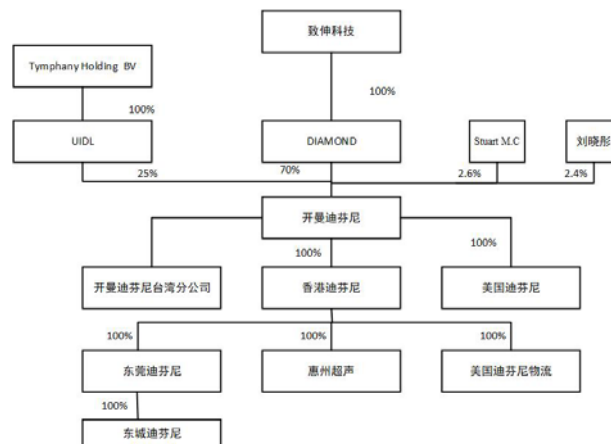 致伸科技
Tymphany Holding BV
100%
100%
UIDL
DIAMOND
Stuart M.C
刘晓彤
25%
70%
2.6%
2.4%
开曼迪芬尼
100%
100%
开曼迪芬尼台湾分公司
香港迪芬尼
美国迪芬尼
100%
100%
100%
东莞迪芬尼
惠州超声
美国迪芬尼物流
100%
东城迪芬尼